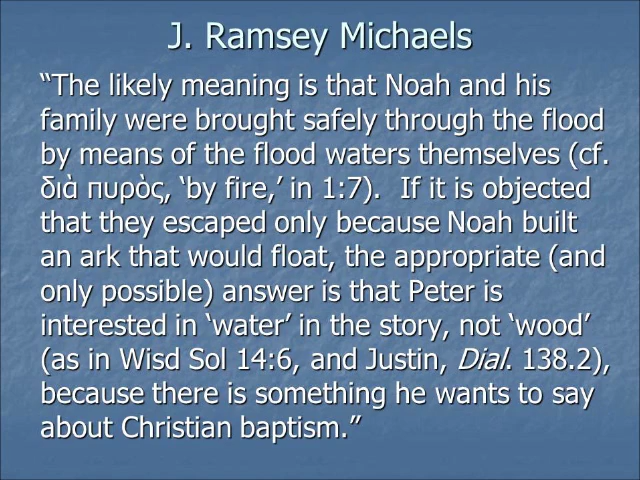 J. Ramsey Michaels
“The likely meaning is that Noah and his
family were brought safely through the flood
by means of the flood waters themselves (cf.
διὰ πυρὸς, ‘by fire,’ in 1:7).  If it is objected
that they escaped only because Noah built
an ark that would float, the appropriate (and
only possible) answer is that Peter is
interested in ‘water’ in the story, not ‘wood’
(as in Wisd Sol 14:6, and Justin, Dial. 138.2),
because there is something he wants to say
about Christian baptism.”